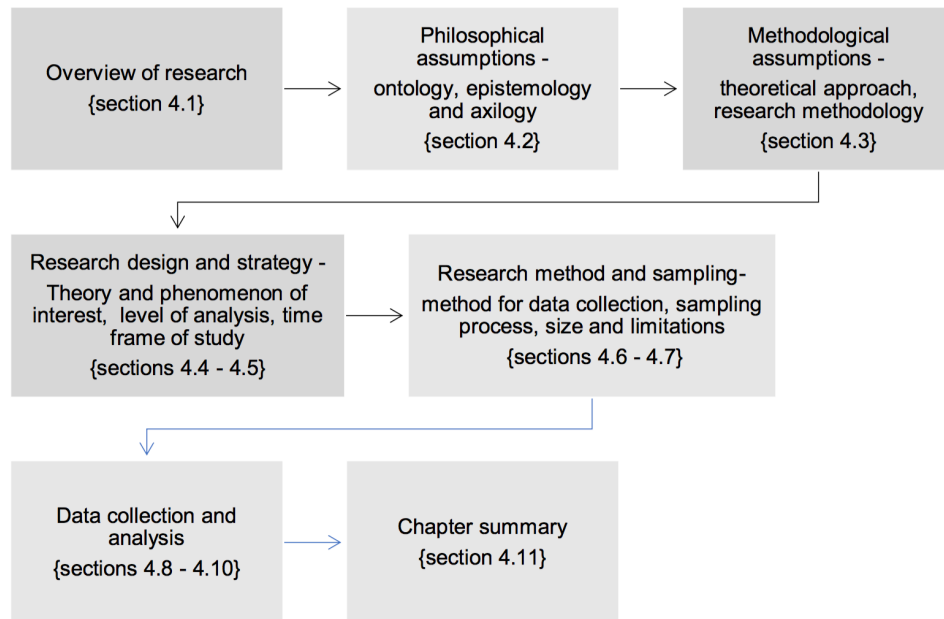 Overview of research
{section 4.1}
Philosophical
assumptions -
ontology, epistemology
and axilogy
{section 4.2}
Methodological
assumptions -
theoretical approach,
research methodology
{section 4.3}
Research design and strategy -
Theory and phenomenon of
interest, level of analysis, time
frame of study
{sections 4.4 - 4.5}
Research method and sampling-
method for data collection, sampling
process, size and limitations
{sections 4.6 - 4.7}
Data collection and
analysis
{sections 4.8 - 4.10}
Chapter summary
{section 4.11}